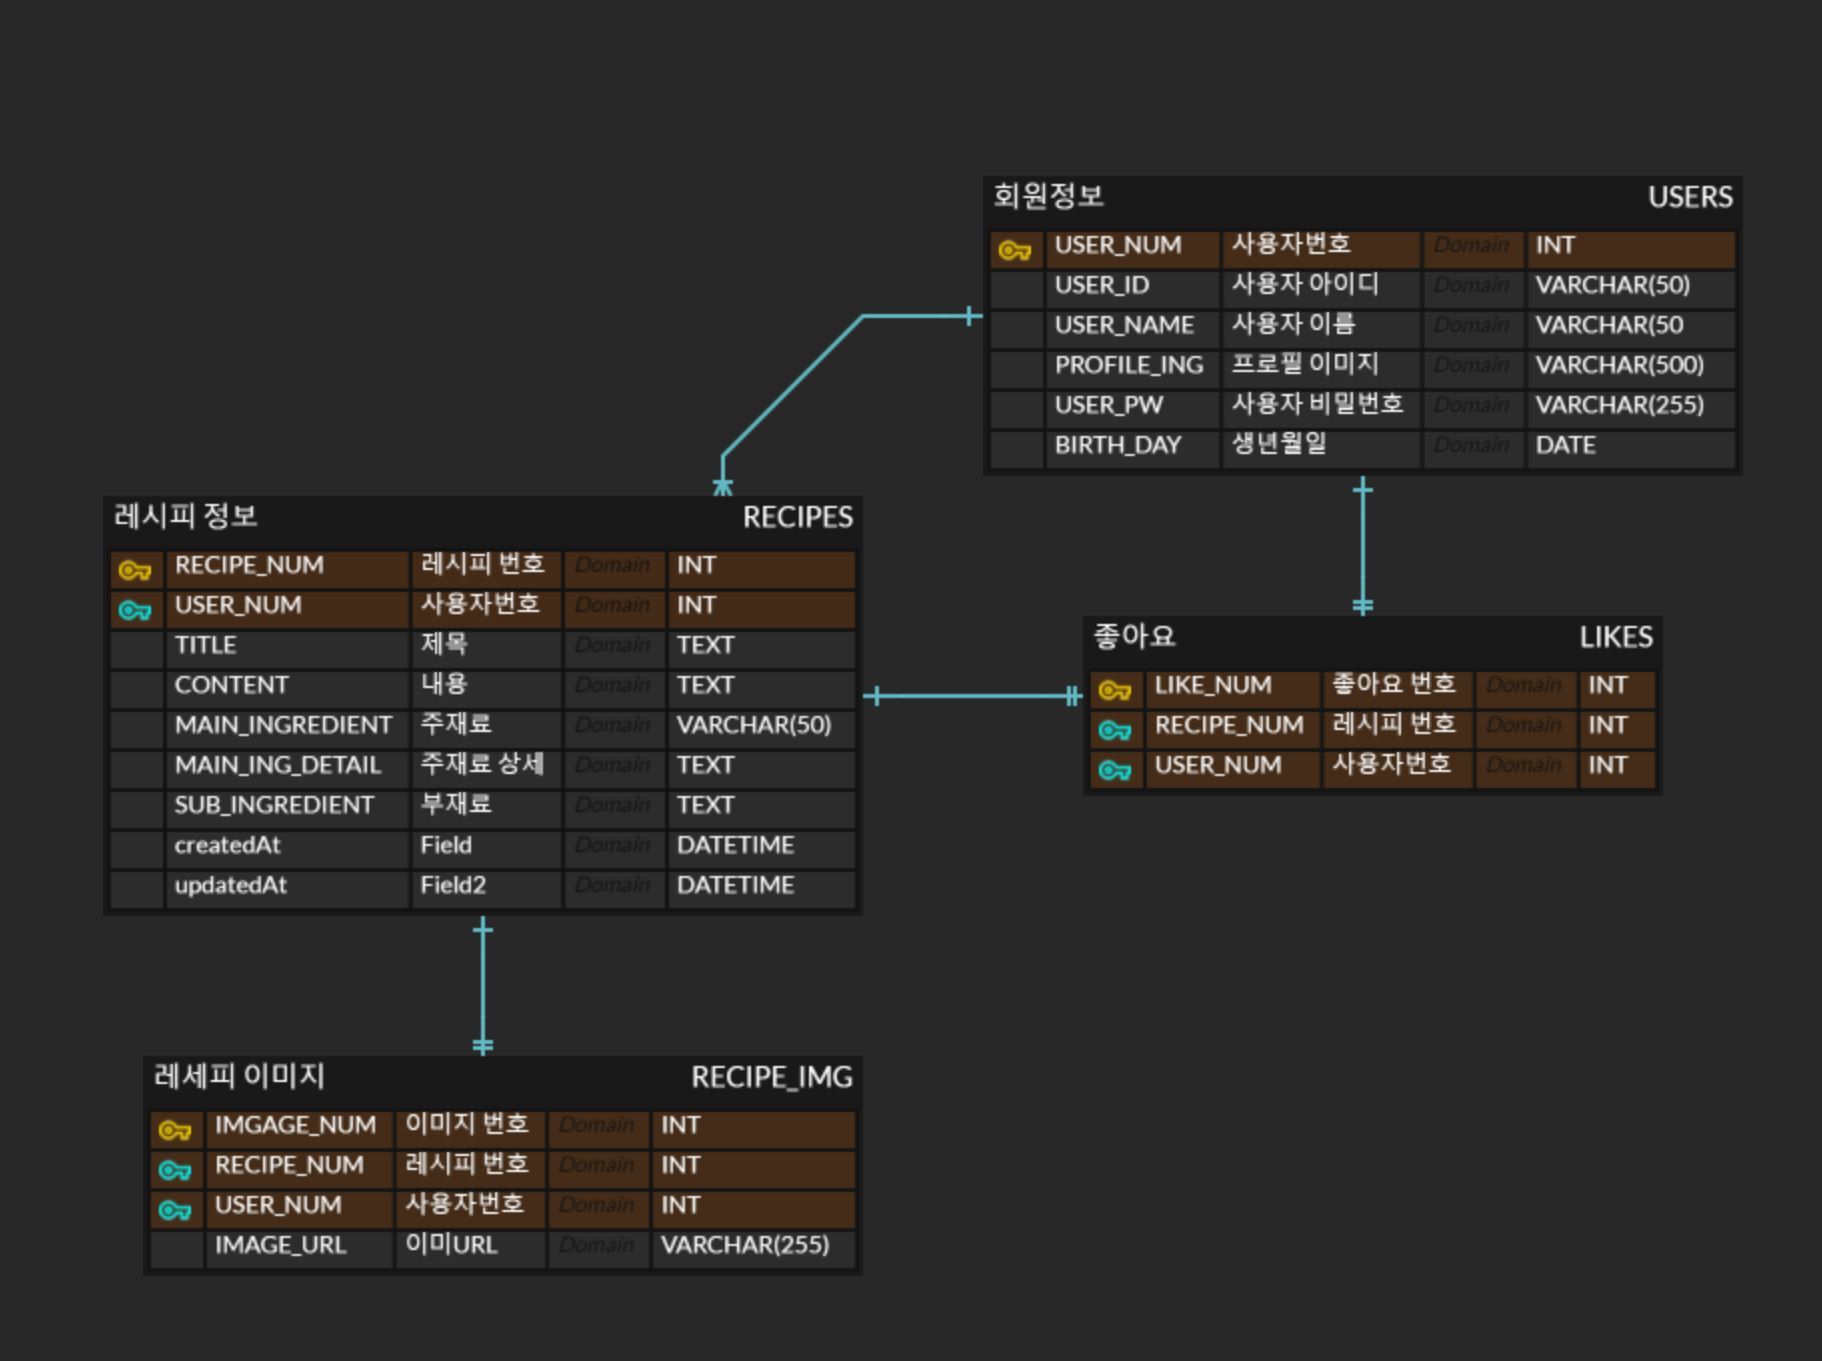 회원정보 USERS
USER_NUM 사용자번호 Domain INT
USER_ID 사용자 아이디 Domain VARCHAR(50)
USER_NAME 사용자 이름 Domain VARCHAR(50
PROFILE_ING 프로필 이미지 Domain VARCHAR(500)
USER_PW 사용자 비밀번호 Domain VARCHAR(255)
BIRTH_DAY 생년월일 Domain DATE
레시피 정보 RECIPES
RECIPE_NUM 레시피 번호 Domain INT
USER_NUM 사용자번호 Domain INT
TITLE 제목 Domain TEXT
CONTENT 내용 Domain TEXT
MAIN_INGREDIENT 주재료 Domain VARCHAR(50)
MAIN_ING_DETAIL 주재료 상세 Domain TEXT
SUB_INGREDIENT 부재료 Domain TEXT
createdAt Field Domain DATETIME
updatedAt Field2 Domain DATETIME
좋아요 LIKES
LIKE_NUM 좋아요 번호 Domain INT
RECIPE_NUM 레시피 번호 Domain INT
USER_NUM 사용자번호 Domain INT
레세피 이미지 RECIPE_IMG
IMGAGE_NUM 이미지 번호 Domain INT
RECIPE_NUM 레시피 번호 Domain INT
USER_NUM 사용자번호 Domain INT
IMAGE_URL 이미URL Domain VARCHAR(255)